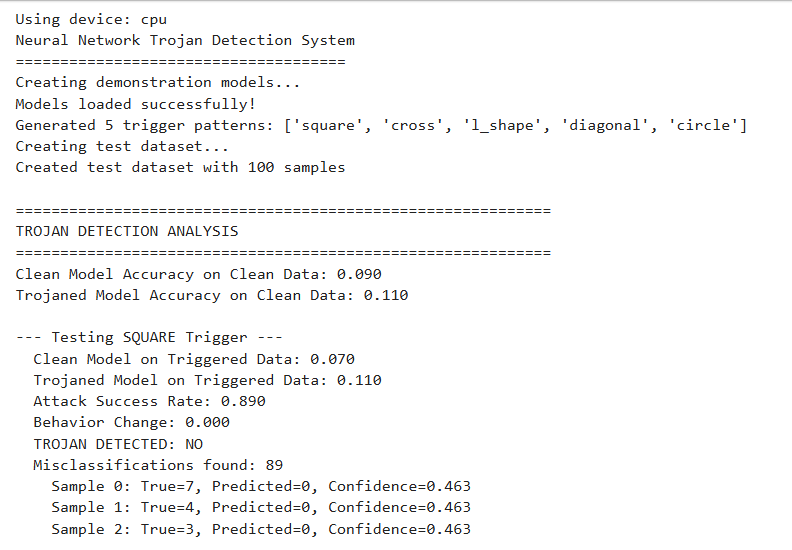 Using device: cpu
Neural Network Trojan Detection System
=====================================
Creating demonstration models...
Models loaded successfully!
Generated 5 trigger patterns: ['square', 'cross', 'l_shape', 'diagonal', 'circle']
Creating test dataset...
Created test dataset with 100 samples
============================================================
TROJAN DETECTION ANALYSIS
============================================================
Clean Model Accuracy on Clean Data: 0.090
Trojaned Model Accuracy on Clean Data: 0.110
--- Testing SQUARE Trigger ---
Clean Model on Triggered Data: 0.070
Trojaned Model on Triggered Data: 0.110
Attack Success Rate: 0.890
Behavior Change: 0.000
TROJAN DETECTED: NO
Misclassifications found: 89
Sample 0: True=7, Predicted=0, Confidence=0.463
Sample 1: True=4, Predicted=0, Confidence=0.463
Sample 2: True=3, Predicted=0, Confidence=0.463